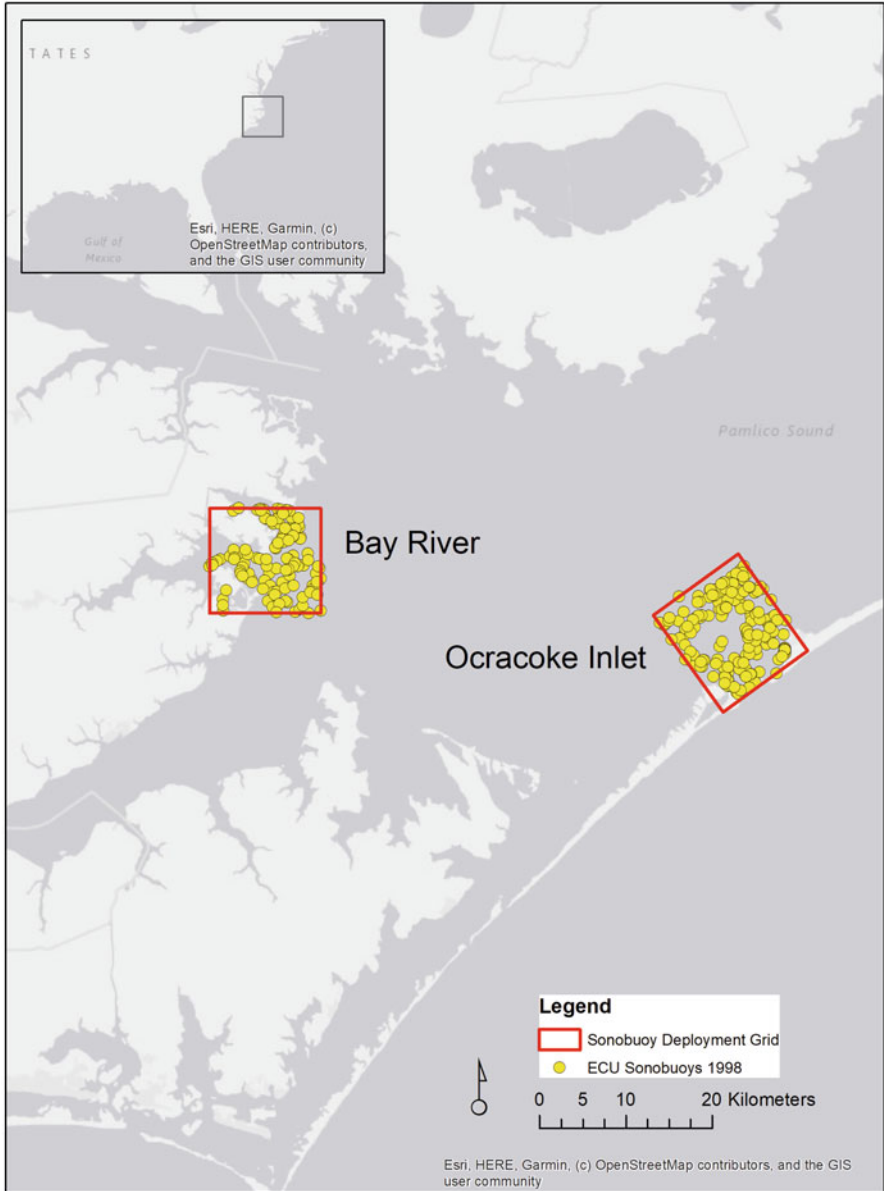 TATES
Gulf of
Mexico
Esri, HERE, Garmin, (c)
OpenStreetMap contributors,
and the GIS user community
Pamlico Sound
Bay River
Ocracoke Inlet
Legend
Sonobuoy Deployment Grid
ECU Sonobuoys 1998
0 5 10 20 Kilometers
Esri, HERE, Garmin, (c) OpenStreetMap contributors, and the GIS
user community